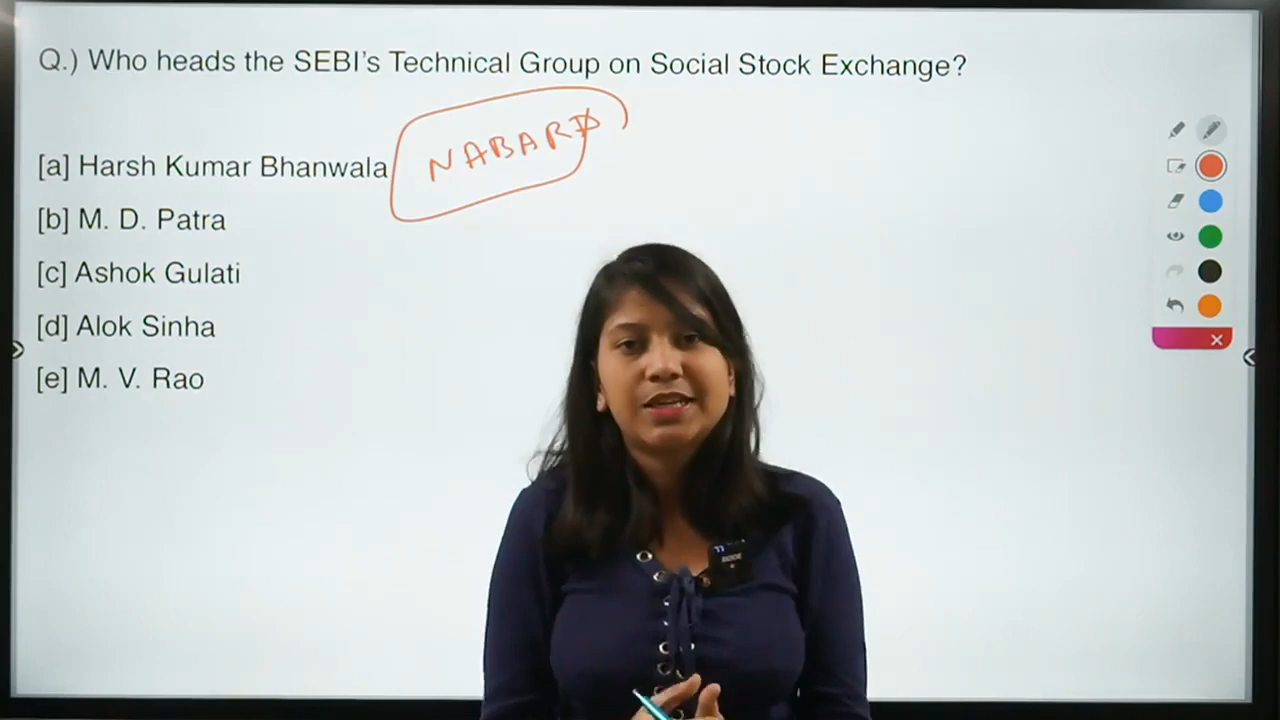 Q.) Who heads the SEBI's Technical Group on Social Stock Exchange?
NABARD
[a] Harsh Kumar Bhanwala
[b] M. D. Patra
[c] Ashok Gulati
[d] Alok Sinha
[e] M. V. Rao
RODE